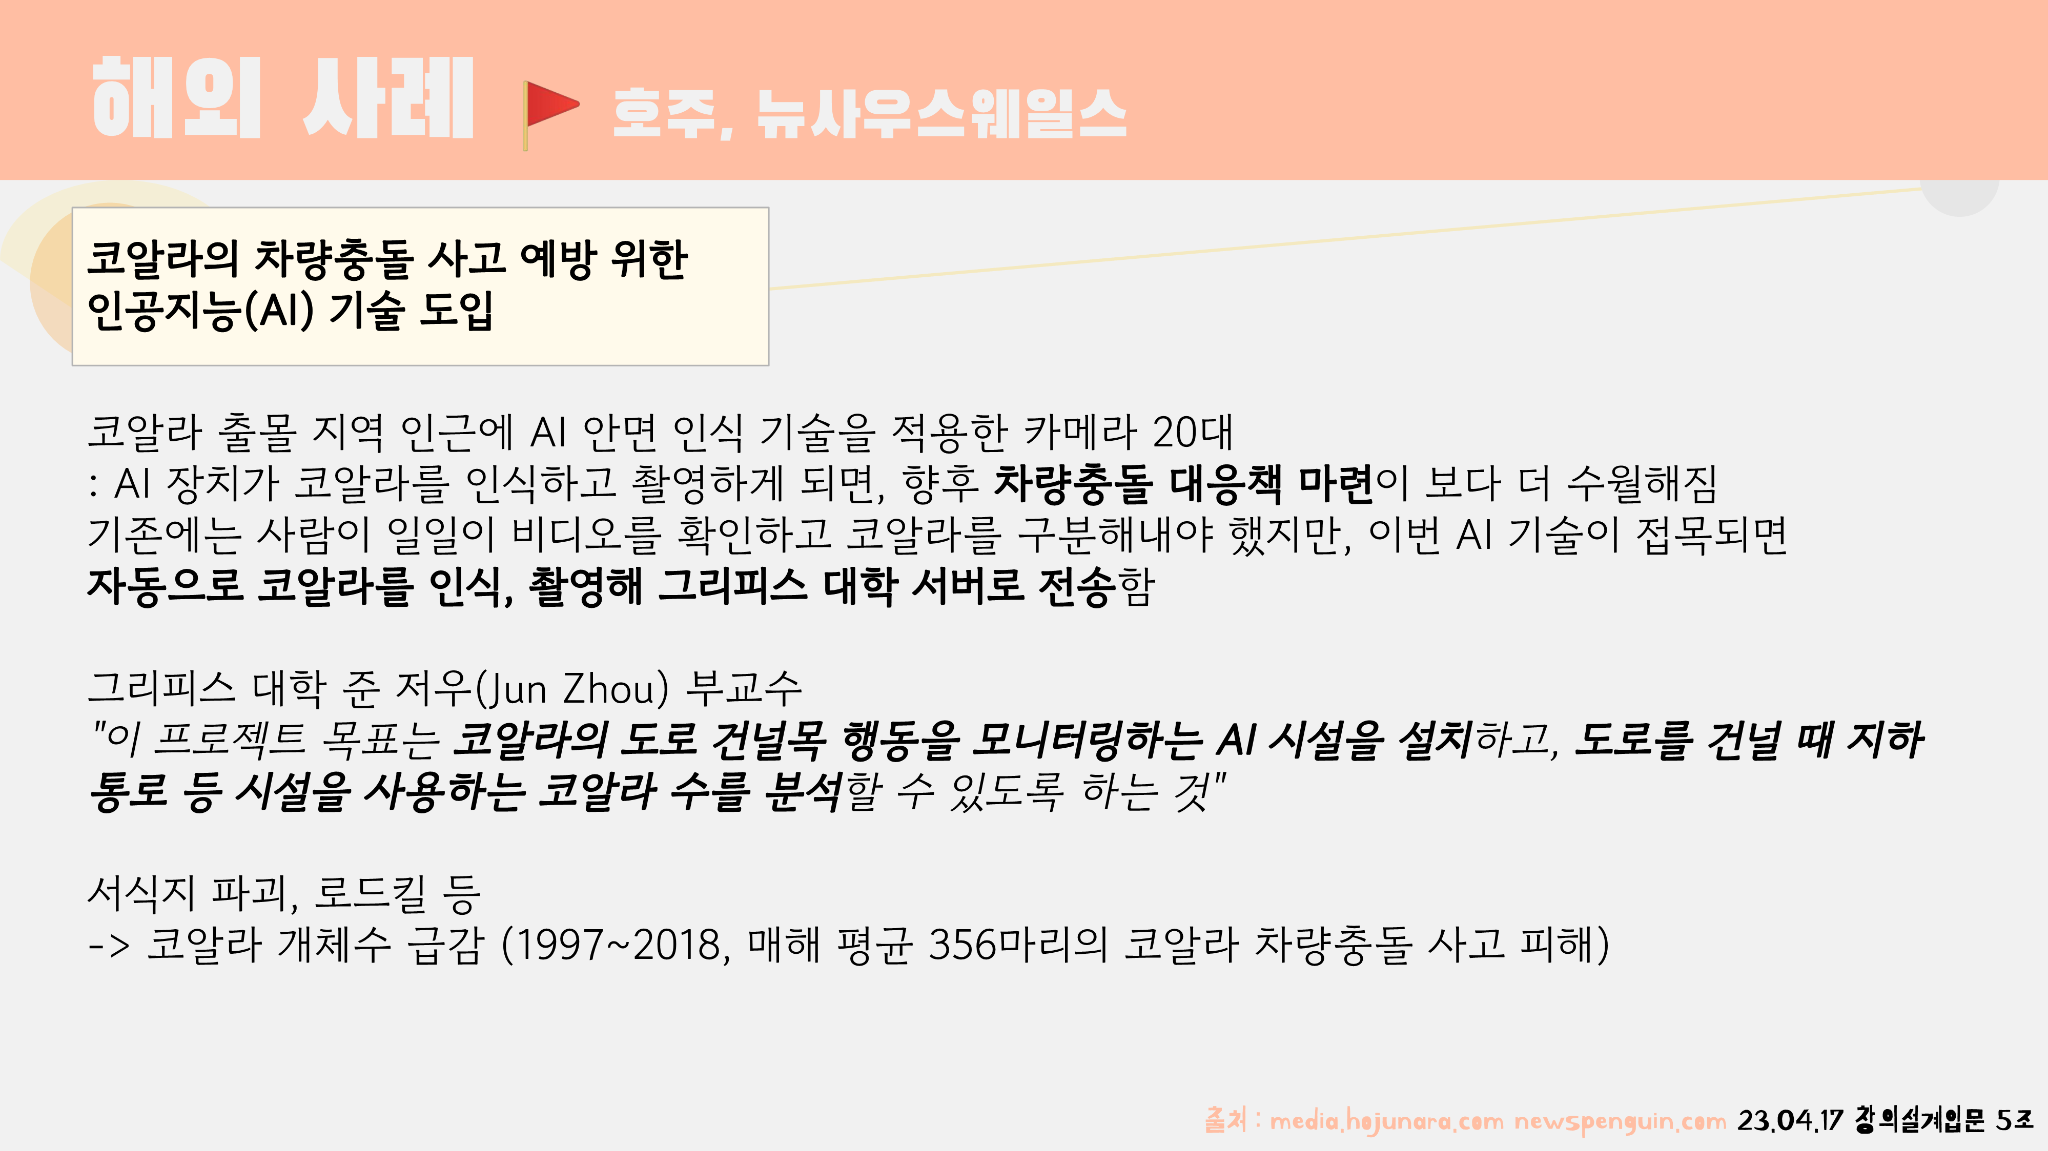 해외 사례 호주, 뉴사우스웨일스
코알라의 차량충돌 사고 예방 위한
인공지능(AI) 기술 도입
코알라 출몰 지역 인근에 AI 안면 인식 기술을 적용한 카메라 20대
: AI 장치가 코알라를 인식하고 촬영하게 되면, 향후 차량충돌 대응책 마련이 보다 더 수월해짐
기존에는 사람이 일일이 비디오를 확인하고 코알라를 구분해내야 했지만, 이번 AI 기술이 접목되면
자동으로 코알라를 인식, 촬영해 그리피스 대학 서버로 전송함
그리피스 대학 준 저우(Jun Zhou) 부교수
"이 프로젝트 목표는 코알라의 도로 건널목 행동을 모니터링하는 AI 시설을 설치하고, 도로를 건널 때 지하
통로 등 시설을 사용하는 코알라 수를 분석할 수 있도록 하는 것"
서식지 파괴, 로드킬 등
-> 코알라 개체수 급감 (1997~2018, 매해 평균 356마리의 코알라 차량충돌 사고 피해)
출처 : media.hojunara.com newspenguin.com 23.04.17 창의설계입문 5조